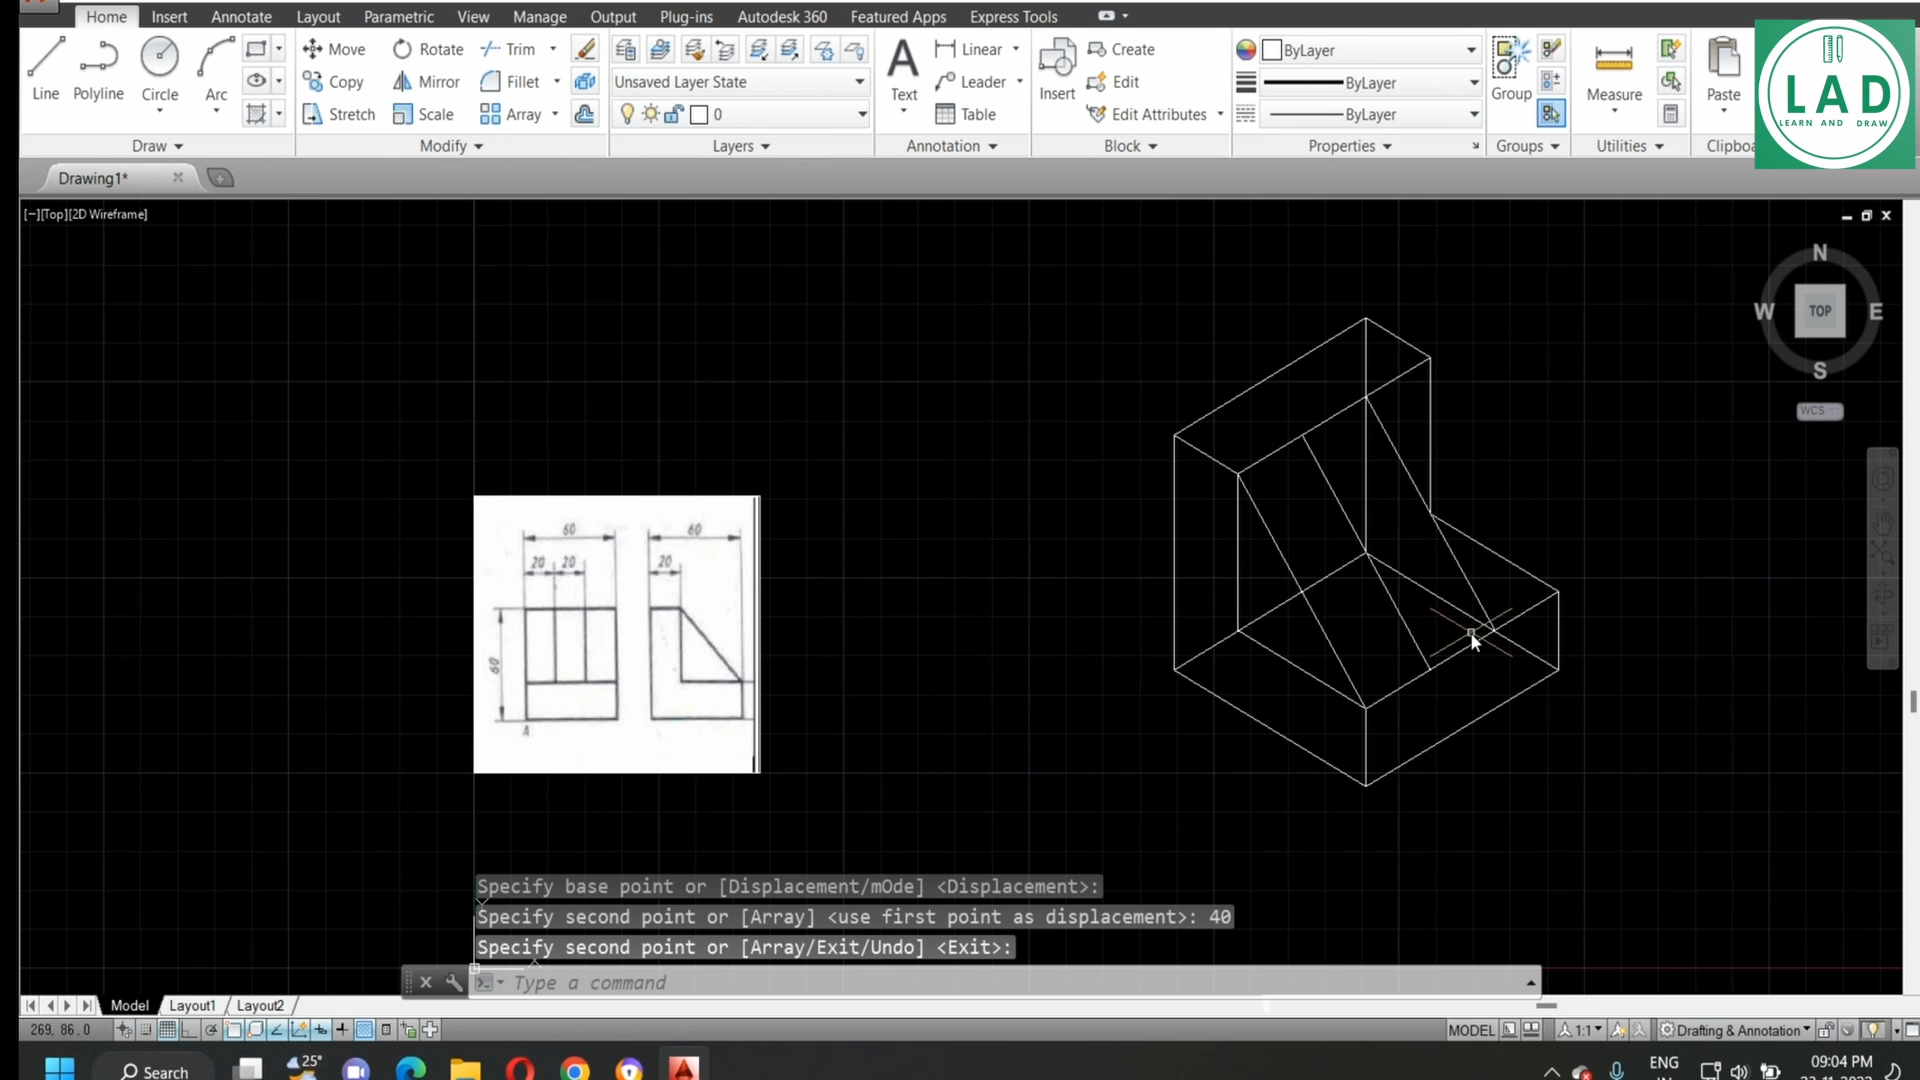 Home Insert Annotate Layout Parametric View Manage Output Plug-ins Autodesk 360 Featured Apps Express Tools
Move Rotate Trim Linear Create ByLayer
Copy Mirror Fillet Unsaved Layer State Leader Edit ByLayer
Line Polyline Circle Arc Text Insert Group Measure Paste
Stretch Scale Array 0 Table Edit Attributes ByLayer
LAD
LEARN AND DRAW
Draw Modify Layers Annotation Block Properties Groups Utilities Clipboa
Drawing1*
[−][Top][2D Wireframe]
N
W TOP E
S
WCS
60 60
20 20 20
60
A
Specify base point or [Displacement/mOde] <Displacement>:
Specify second point or [Array] <use first point as displacement>: 40
Specify second point or [Array/Exit/Undo] <Exit>:
Type a command
Model Layout1 Layout2
269, 86.0 MODEL 1:1 Drafting & Annotation
25°
Search ENG 09:04 PM